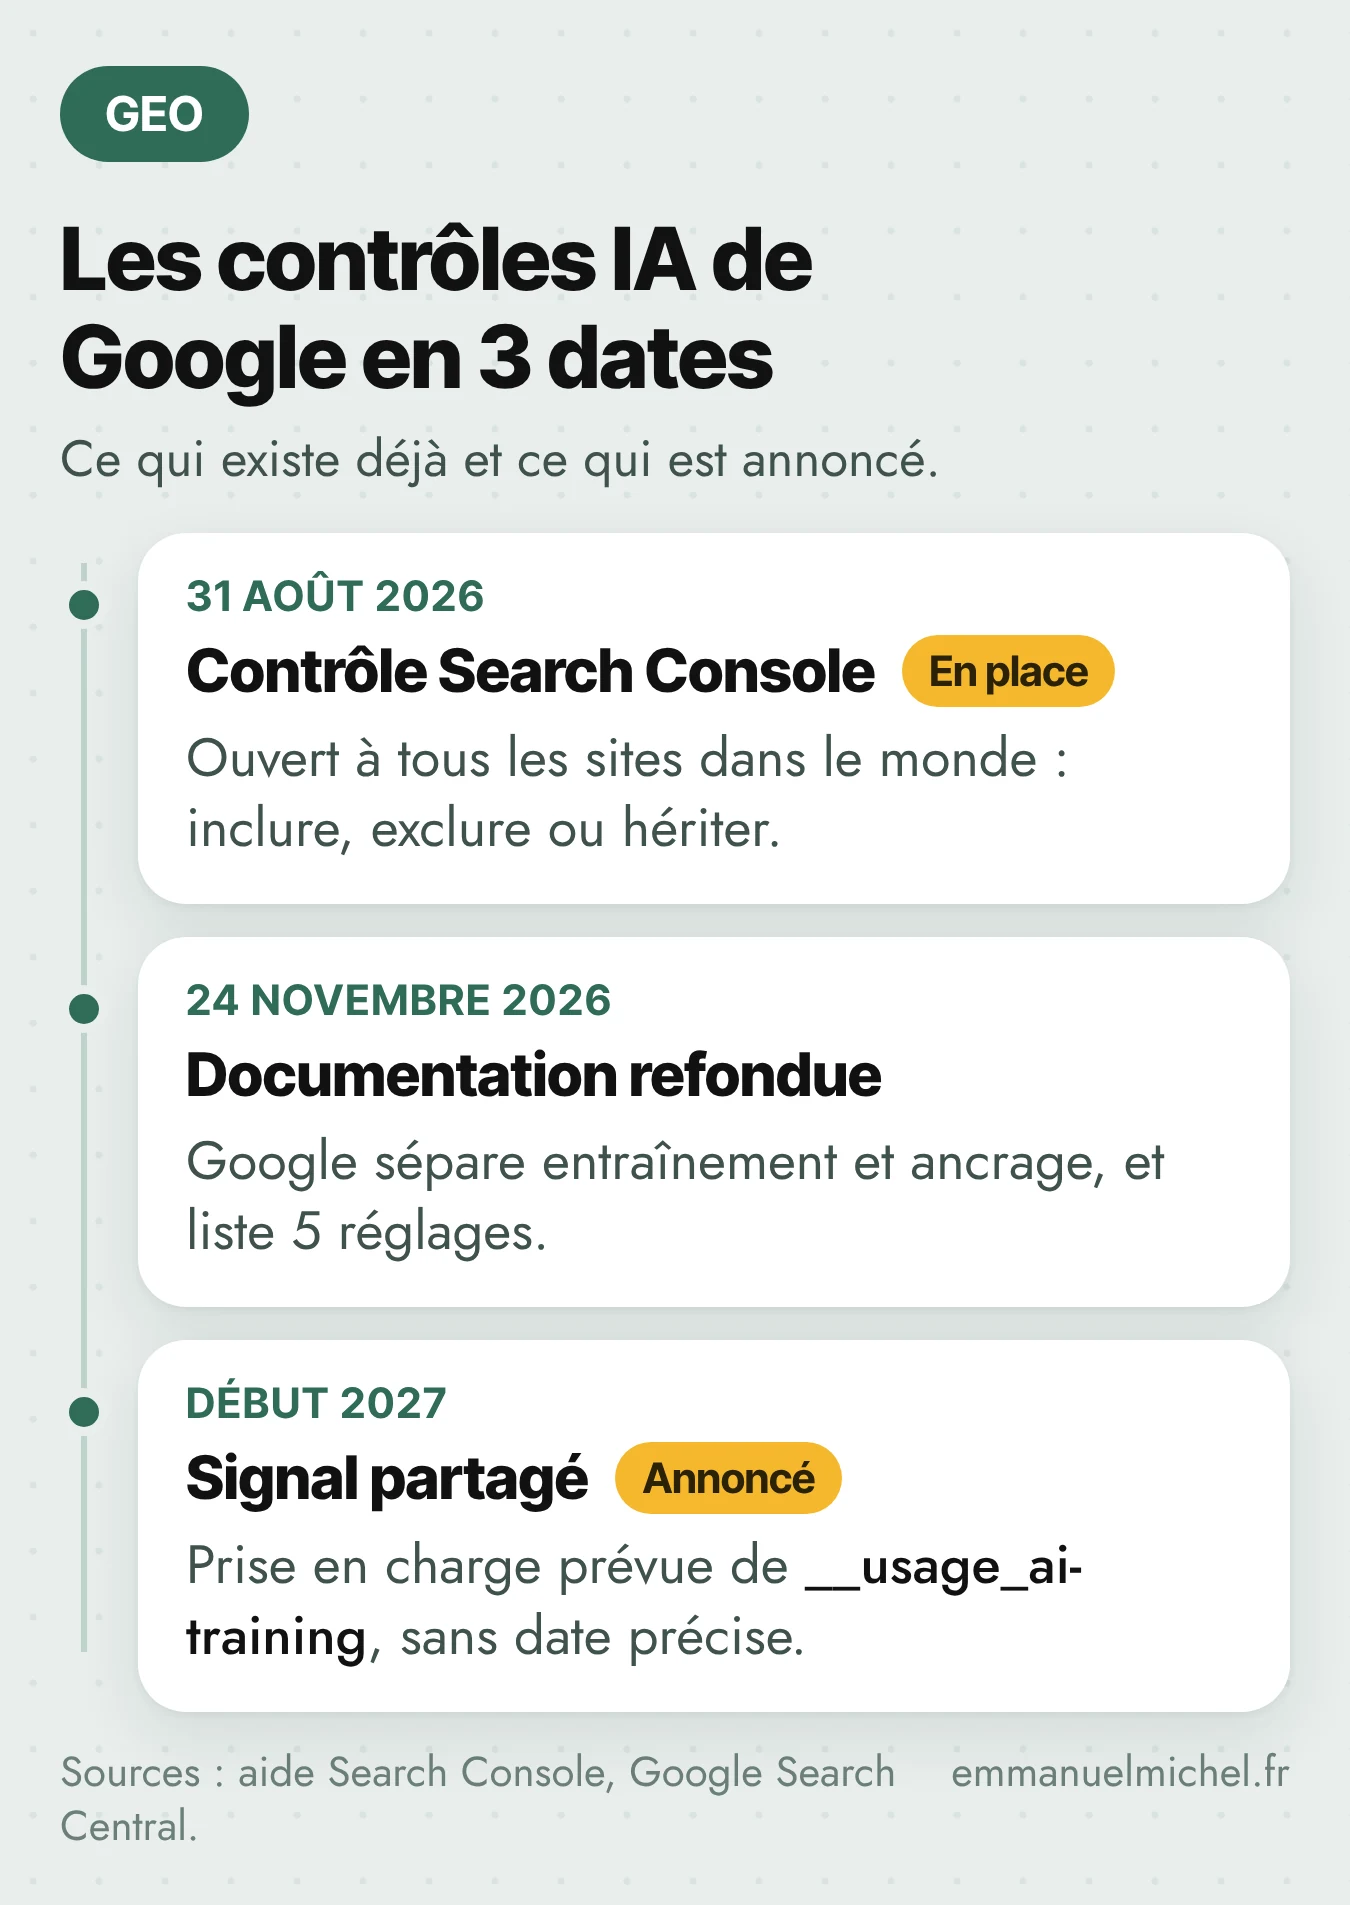 GEO
Les contrôles IA de
Google en 3 dates
Ce qui existe déjà et ce qui est annoncé.
31 AOÛT 2026
Contrôle Search Console En place
Ouvert à tous les sites dans le monde :
inclure, exclure ou hériter.
24 NOVEMBRE 2026
Documentation refondue
Google sépare entraînement et ancrage, et
liste 5 réglages.
DÉBUT 2027
Signal partagé Annoncé
Prise en charge prévue de __usage_ai-
training, sans date précise.
Sources : aide Search Console, Google Search
Central.
emmanuelmichel.fr